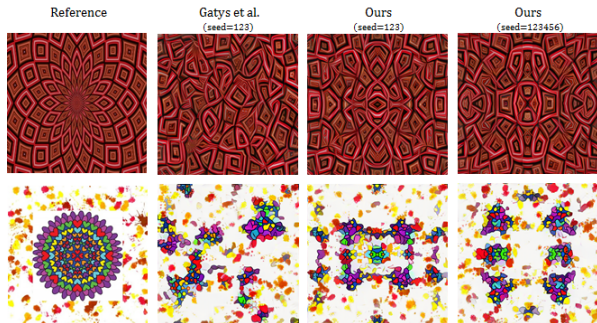 Reference
Gatys et al.
(seed=123)
Ours
(seed=123)
Ours
(seed=123456)